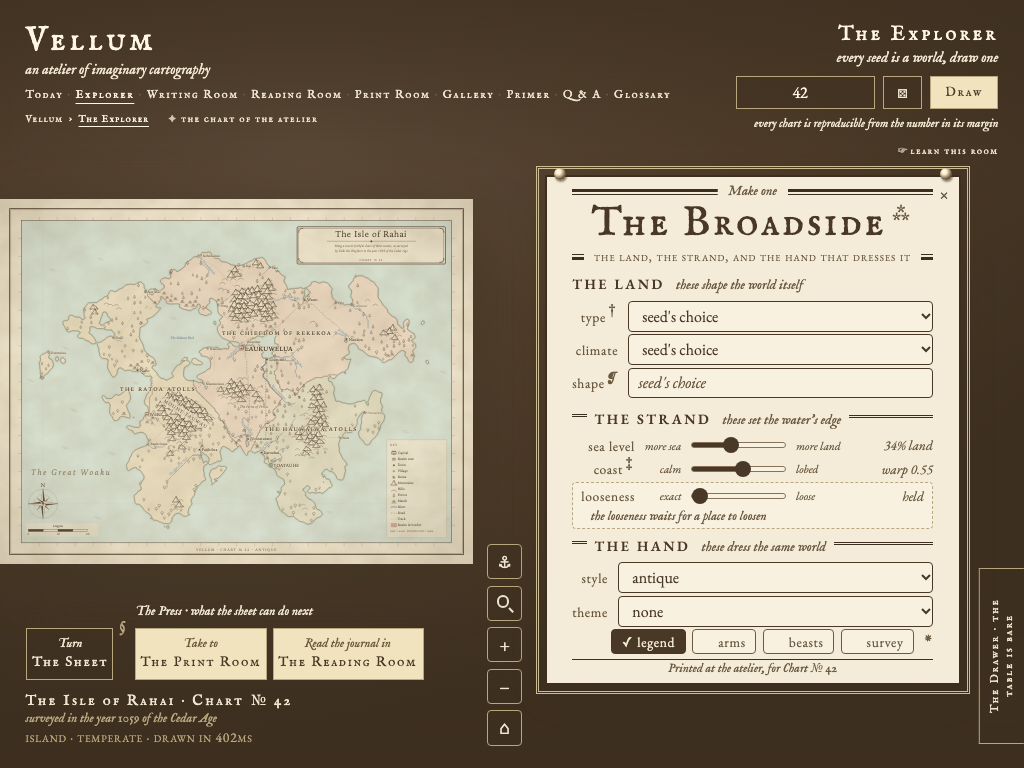 Vellum
an atelier of imaginary cartography
Today · Explorer · Writing Room · Reading Room · Print Room · Gallery · Primer · Q & A · Glossary
Vellum › The Explorer ✦ the chart of the atelier
The Explorer
every seed is a world, draw one
42 Draw
every chart is reproducible from the number in its margin
☞ learn this room
The Isle of Rahai
THE CHIEFDOM OF REKEKOA
LAUKUWELUA
THE RATOA ATOLLS
The Great Woaku
N
VELLUM · CHART № 42 · ANTIQUE
Make one
The Broadside ⁂
the land, the strand, and the hand that dresses it
THE LAND these shape the world itself
type † seed's choice
climate seed's choice
shape ¶ seed's choice
THE STRAND these set the water's edge
sea level more sea more land 34% land
coast ‡ calm lobed warp 0.55
looseness exact loose held
the looseness waits for a place to loosen
THE HAND these dress the same world
style antique
theme none
✓ legend arms beasts survey *
Printed at the atelier, for Chart № 42
The Press · what the sheet can do next
Turn
The Sheet
§
Take to
The Print Room
Read the journal in
The Reading Room
The Isle of Rahai · Chart № 42
surveyed in the year 1059 of the Cedar Age
ISLAND · TEMPERATE · DRAWN IN 402MS
The Drawer · the
table is bare